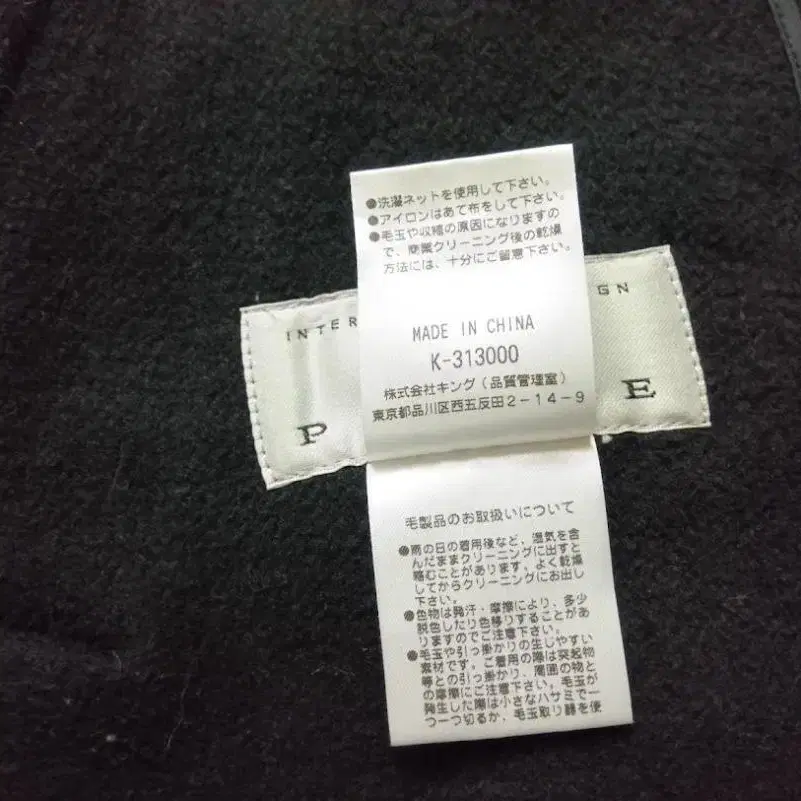 ●洗濯ネットを使用して下さい。
●アイロンはあて布をして下さい。
●毛玉や収縮の原因になりますの
で、商業クリーニング後の乾燥
方法には、十分にご留意下さい。
INTER
GN
MADE IN CHINA
K-313000
株式会社キング(品質管理室)
東京都品川区西五反田2-14-9
P
E
毛製品のお取扱いについて
●雨の日の着用後など、湿気を含
んだままクリーニングに出すと
縮むことがあります。よく乾燥
してからクリーニングにお出し
下さい。
●色物は発汗・摩擦により、多少
脱色したり色移りすることがあ
りますのでご注意下さい。
●毛玉や引っ掛かりの生じやすい
素材です。ご着用の際は突起物
等との引っ掛かり、周囲の物と
の摩擦にご注意下さい。毛玉が
発生した際は小さなハサミで一
つ一つ切るか、毛玉取り器を使